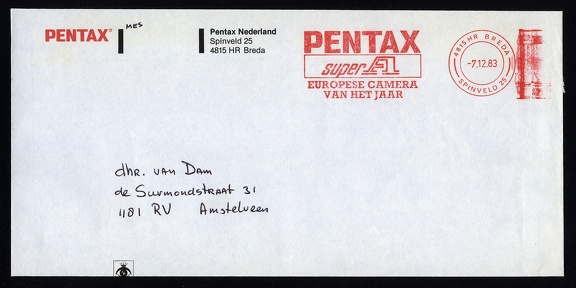 PENTAX®
MES
Pentax Nederland
Spinveld 25
4815 HR Breda
PENTAX
super A
EUROPESE CAMERA
VAN HET JAAR
4815 HR BREDA
-7.12.83
SPINVELD 25
dhr. van Dam
de Surmondstraat 31
1181 RV Amstelveen